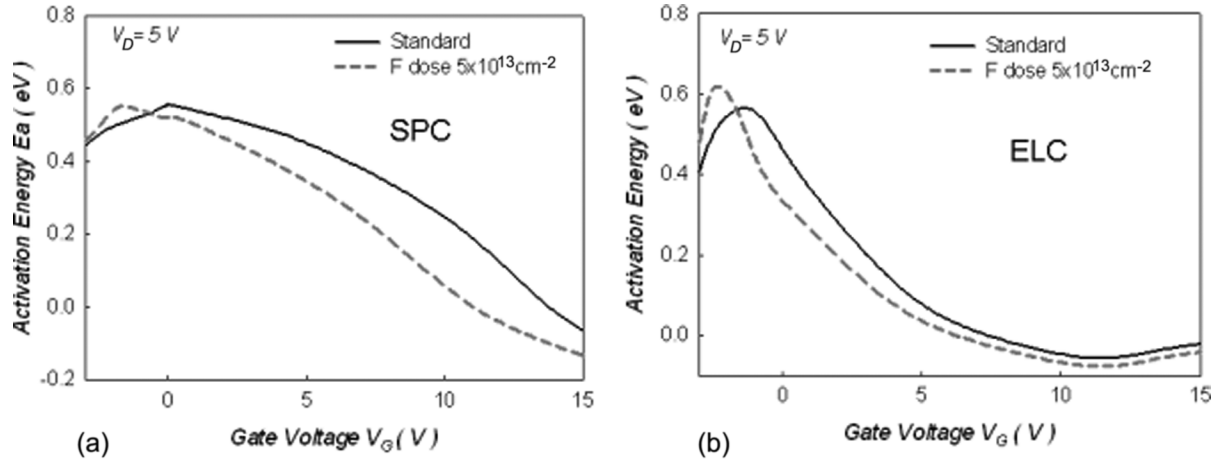 V_D= 5 V
Standard
F dose 5x10^13cm^-2
SPC
Activation Energy Ea ( eV )
0.8
0.6
0.4
0.2
0.0
-0.2
0
5
10
15
Gate Voltage V_G ( V )
(a)
V_D= 5 V
Standard
F dose 5x10^13cm^-2
ELC
Activation Energy ( eV )
0.8
0.6
0.4
0.2
0.0
0
5
10
15
Gate Voltage V_G ( V )
(b)